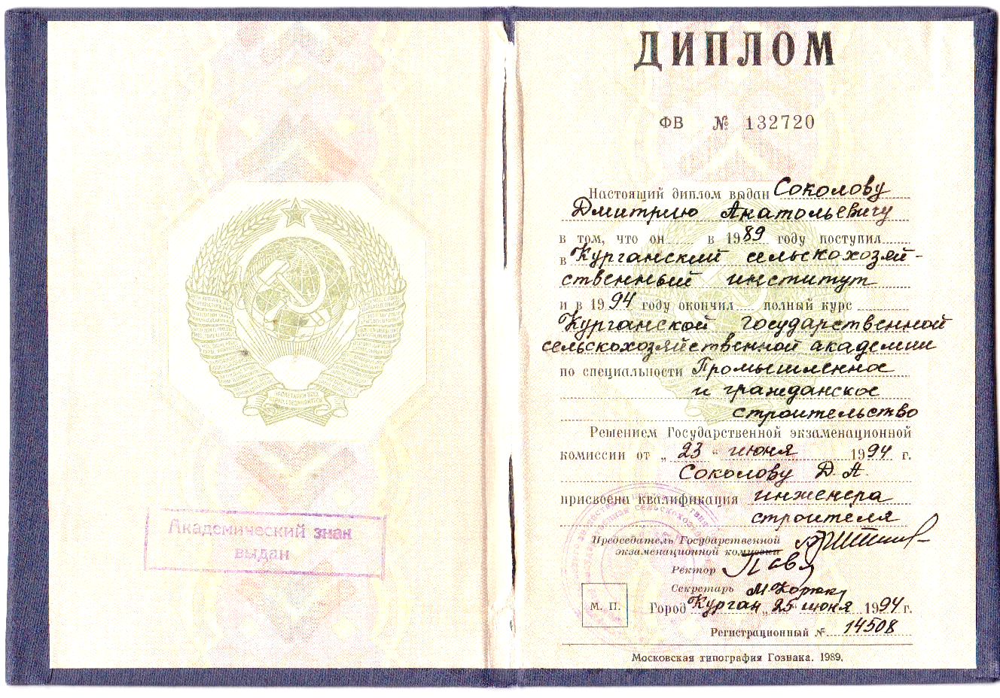 Академический знак
выдан
ДИПЛОМ
ФВ № 132720
Настоящий диплом выдан Соколову
Дмитрию Анатольевичу
в том, что он в 1989 году поступил
в Курганский сельскохозяй-
ственный институт
и в 1994 году окончил полный курс
Курганской государственной
сельскохозяйственной академии
по специальности Промышленное
и гражданское
строительство
Решением Государственной экзаменационной
комиссии от „23“ июня 1994 г.
Соколову Д. А.
присвоена квалификация инженера
строителя
Председатель Государственной
экзаменационной комиссии
Ректор
Секретарь
М. П.
Город Курган „25“ июня 1994 г.
Регистрационный № 14508
Московская типография Гознака. 1989.